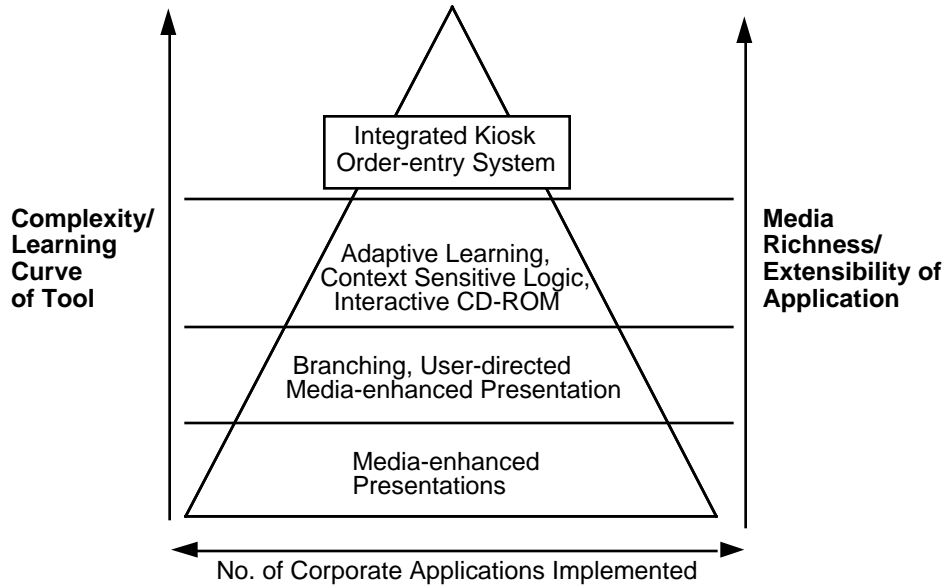 Integrated Kiosk
Order-entry System
Complexity/
Learning
Curve
of Tool
Media
Richness/
Extensibility of
Application
Adaptive Learning,
Context Sensitive Logic,
Interactive CD-ROM
Branching, User-directed
Media-enhanced Presentation
Media-enhanced
Presentations
No. of Corporate Applications Implemented